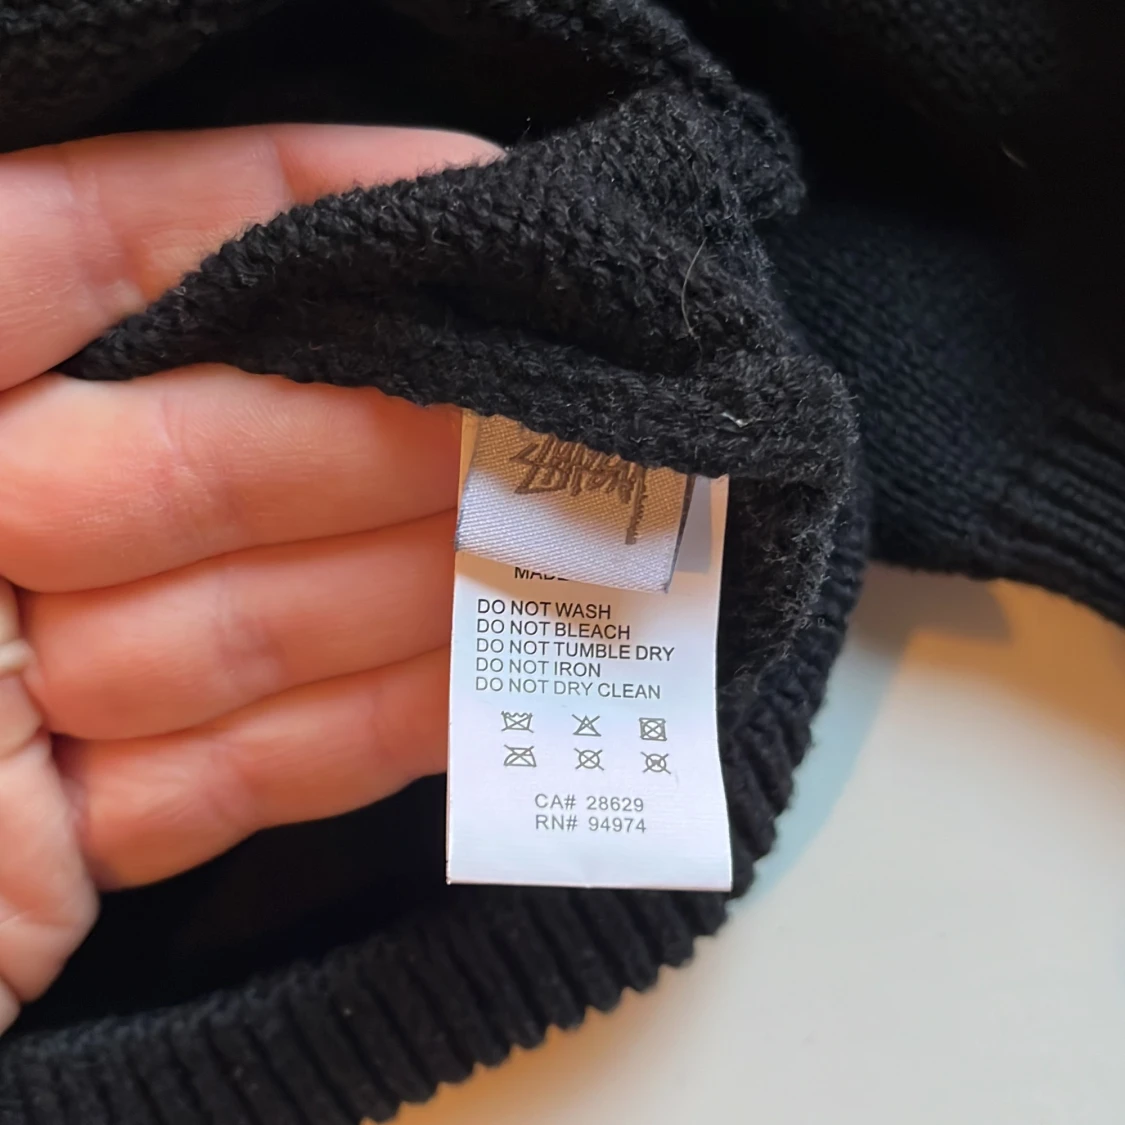 DO NOT WASH
DO NOT BLEACH
DO NOT TUMBLE DRY
DO NOT IRON
DO NOT DRY CLEAN
CA# 28629
RN# 94974